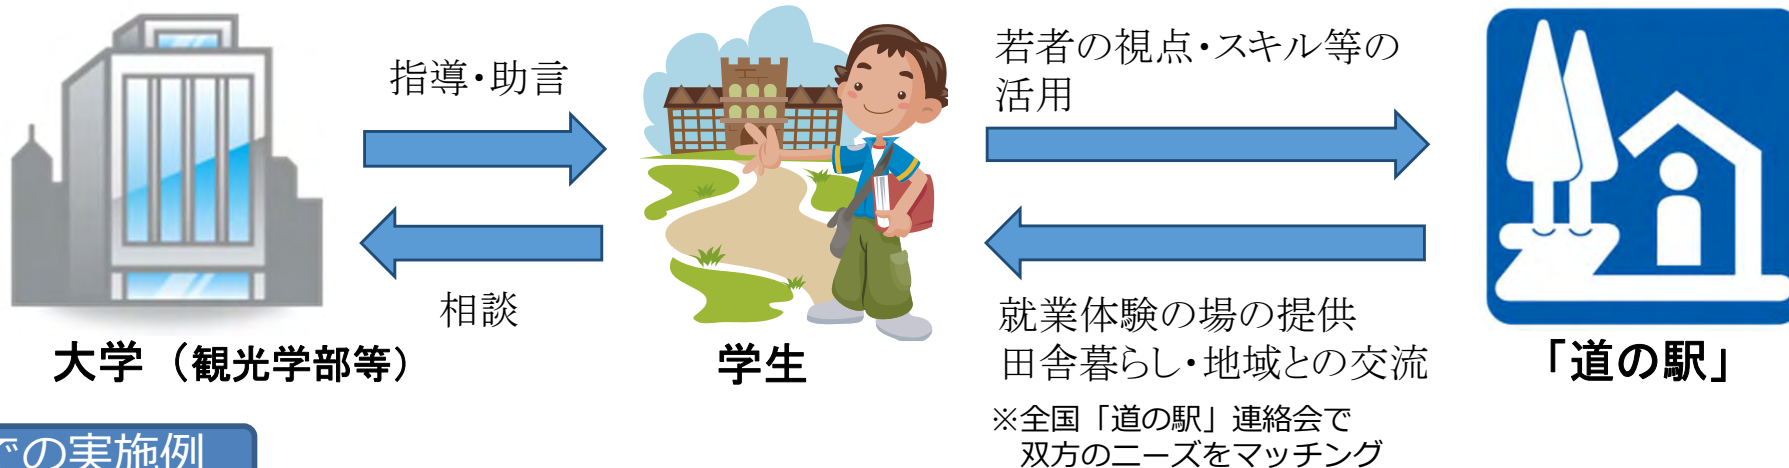 指導・助言
相談
大学（観光学部等）
学生
若者の視点・スキル等の
活用
就業体験の場の提供
田舎暮らし・地域との交流
※全国「道の駅」連絡会で
双方のニーズをマッチング
「道の駅」
での実施例